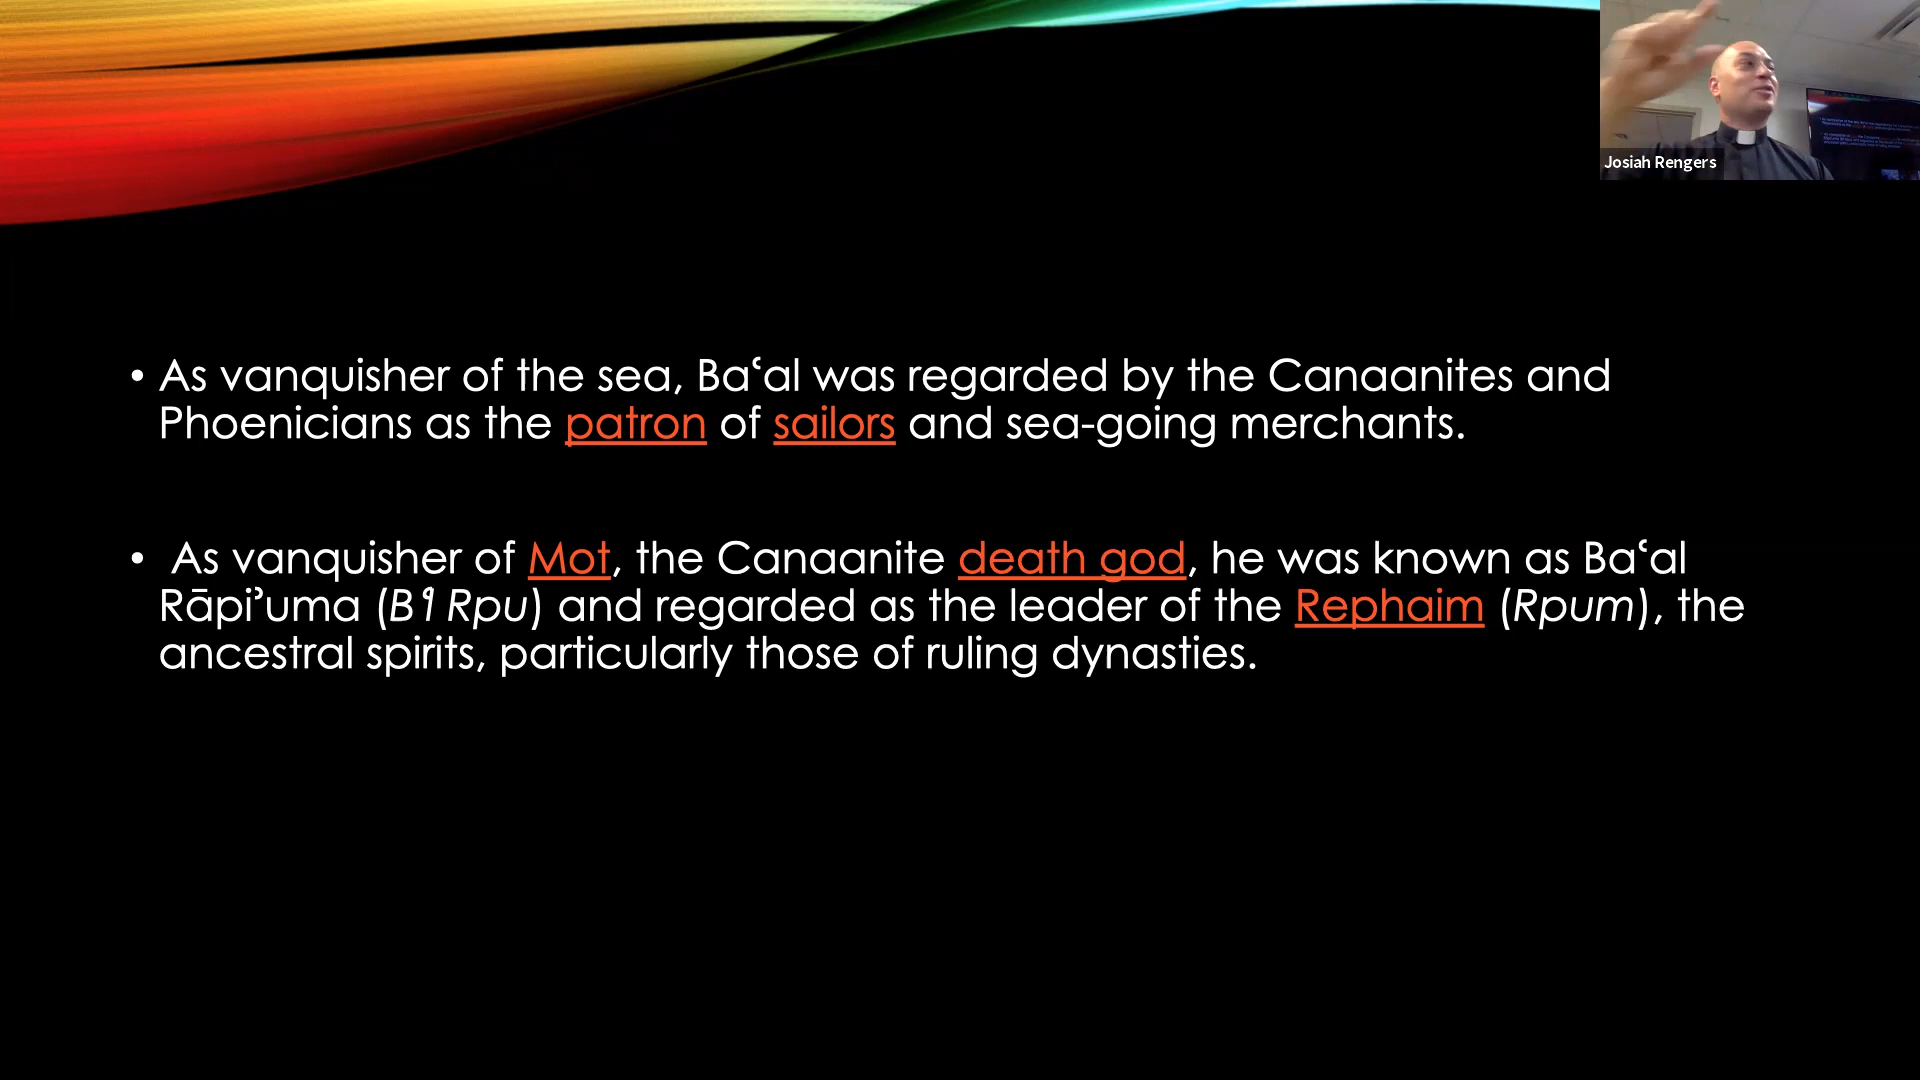 Josiah Rengers
• As vanquisher of the sea, Baʿal was regarded by the Canaanites and
Phoenicians as the patron of sailors and sea-going merchants.
• As vanquisher of Mot, the Canaanite death god, he was known as Baʿal
Rāpiʾuma (Bʿl Rpu) and regarded as the leader of the Rephaim (Rpum), the
ancestral spirits, particularly those of ruling dynasties.